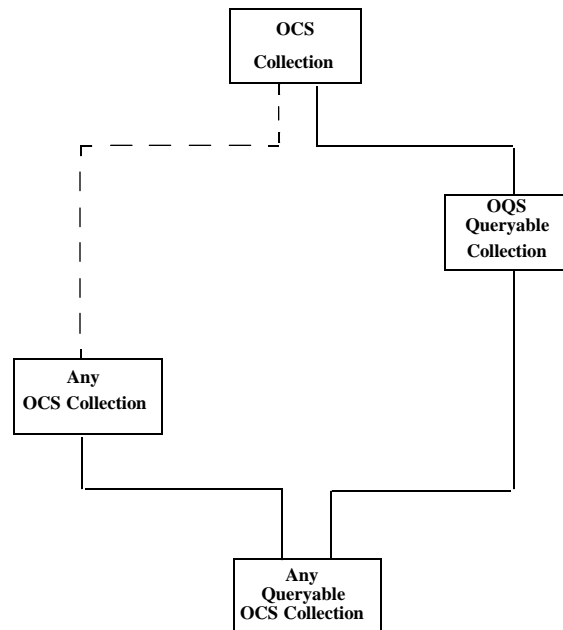 OCS
Collection
OQS
Queryable
Collection
Any
OCS Collection
Any
Queryable
OCS Collection